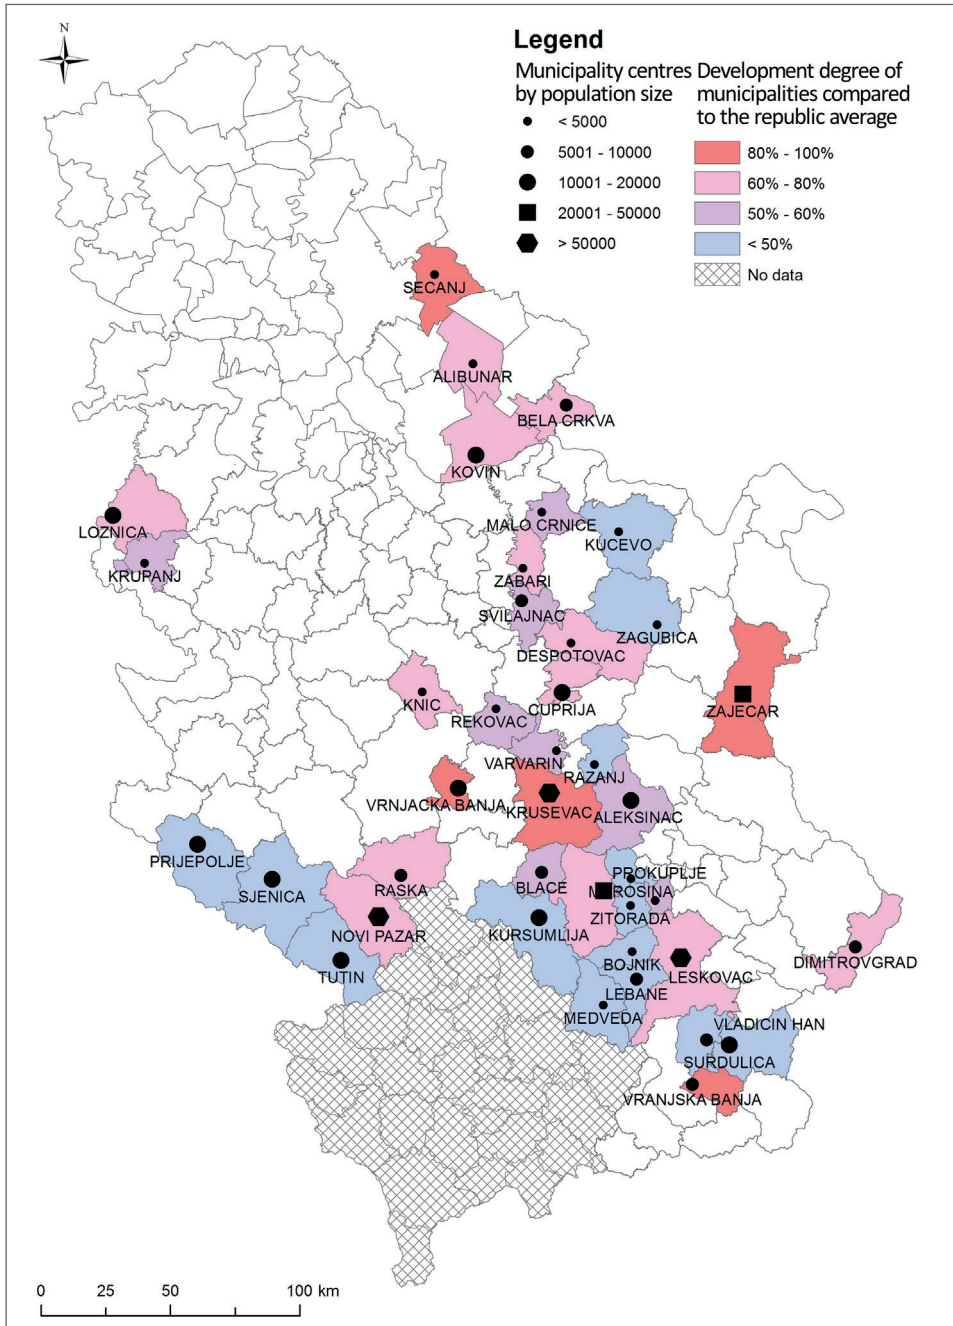 N
Legend
Municipality centres
by population size
< 5000
5001 - 10000
10001 - 20000
20001 - 50000
> 50000
Development degree of
municipalities compared
to the republic average
80% - 100%
60% - 80%
50% - 60%
< 50%
No data
SECANJ
ALIBUNAR
BELA CRKVA
KOVIN
LOZNICA
KRUPANJ
MALO CRNICE
KUCEVO
ZABARI
SVILAJNAC
ZAGUBICA
DESPOTOVAC
KNIC
CUPRIJA
REKOVAC
ZAJECAR
VARVARIN
RAZANJ
VRNJACKA BANJA
KRUSEVAC
ALEKSINAC
PRIJEPOLJE
SJENICA
RASKA
BLACE
PROKUPLJE
MEROSINA
ZITORADA
NOVI PAZAR
KURSUMLIJA
TUTIN
BOJNIK
LESKOVAC
DIMITROVGRAD
LEBANE
MEDVEDA
VLADICIN HAN
SURDULICA
VRANJSKA BANJA
0 25 50 100 km